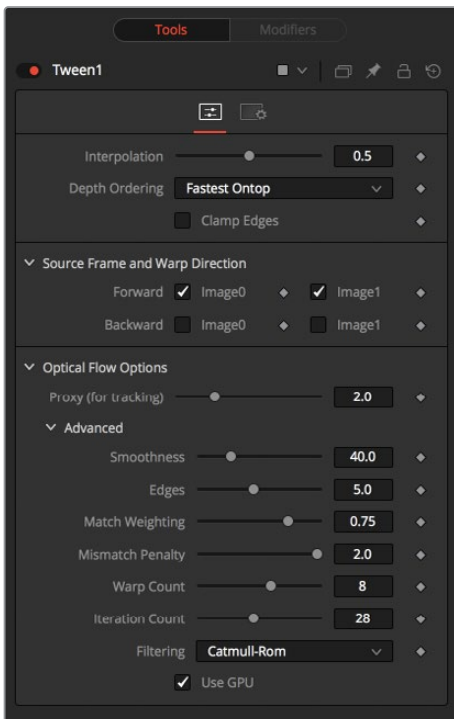 Tools Modifiers
Tween1
Interpolation 0.5
Depth Ordering Fastest Ontop
Clamp Edges
Source Frame and Warp Direction
Forward Image0 Image1
Backward Image0 Image1
Optical Flow Options
Proxy (for tracking) 2.0
Advanced
Smoothness 40.0
Edges 5.0
Match Weighting 0.75
Mismatch Penalty 2.0
Warp Count 8
Iteration Count 28
Filtering Catmull-Rom
Use GPU